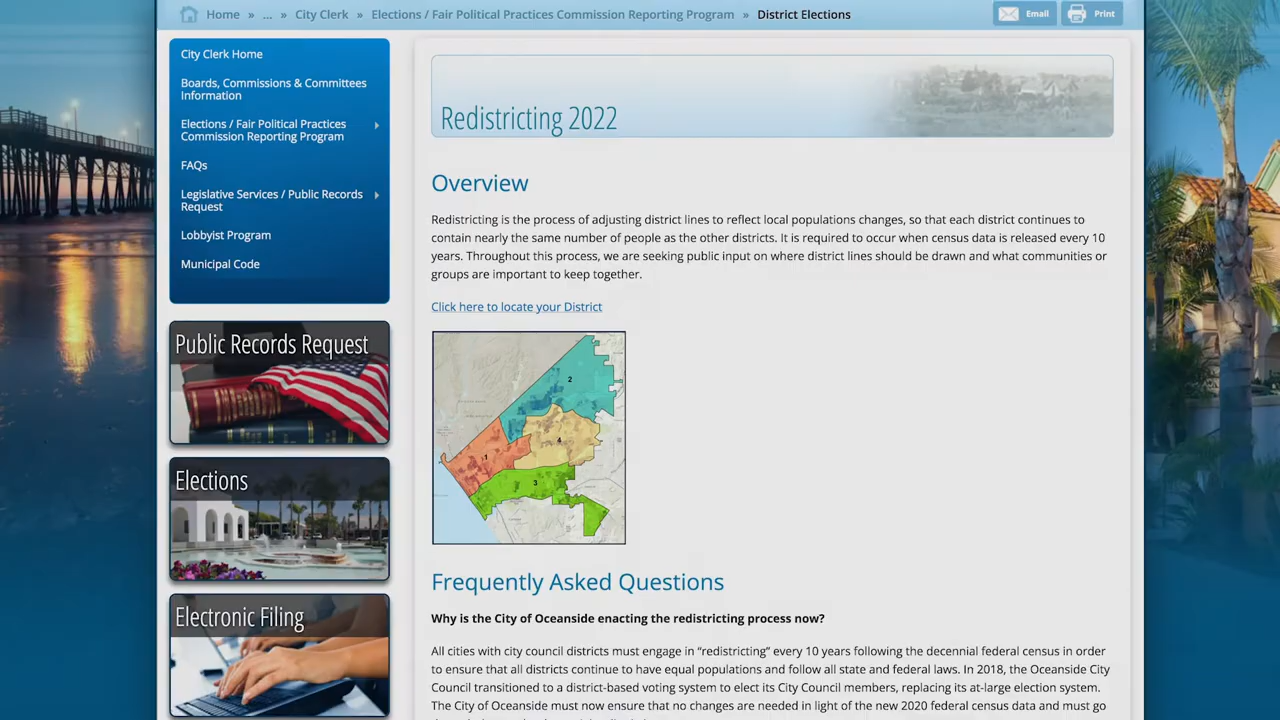 Home » ... » City Clerk » Elections / Fair Political Practices Commission Reporting Program » District Elections
Email
Print
City Clerk Home
Boards, Commissions & Committees
Information
Elections / Fair Political Practices
Commission Reporting Program
FAQs
Legislative Services / Public Records
Request
Lobbyist Program
Municipal Code
Public Records Request
Elections
Electronic Filing
Redistricting 2022
Overview
Redistricting is the process of adjusting district lines to reflect local populations changes, so that each district continues to
contain nearly the same number of people as the other districts. It is required to occur when census data is released every 10
years. Throughout this process, we are seeking public input on where district lines should be drawn and what communities or
groups are important to keep together.
Click here to locate your District
2
4
1
3
Frequently Asked Questions
Why is the City of Oceanside enacting the redistricting process now?
All cities with city council districts must engage in “redistricting” every 10 years following the decennial federal census in order
to ensure that all districts continue to have equal populations and follow all state and federal laws. In 2018, the Oceanside City
Council transitioned to a district-based voting system to elect its City Council members, replacing its at-large election system.
The City of Oceanside must now ensure that no changes are needed in light of the new 2020 federal census data and must go